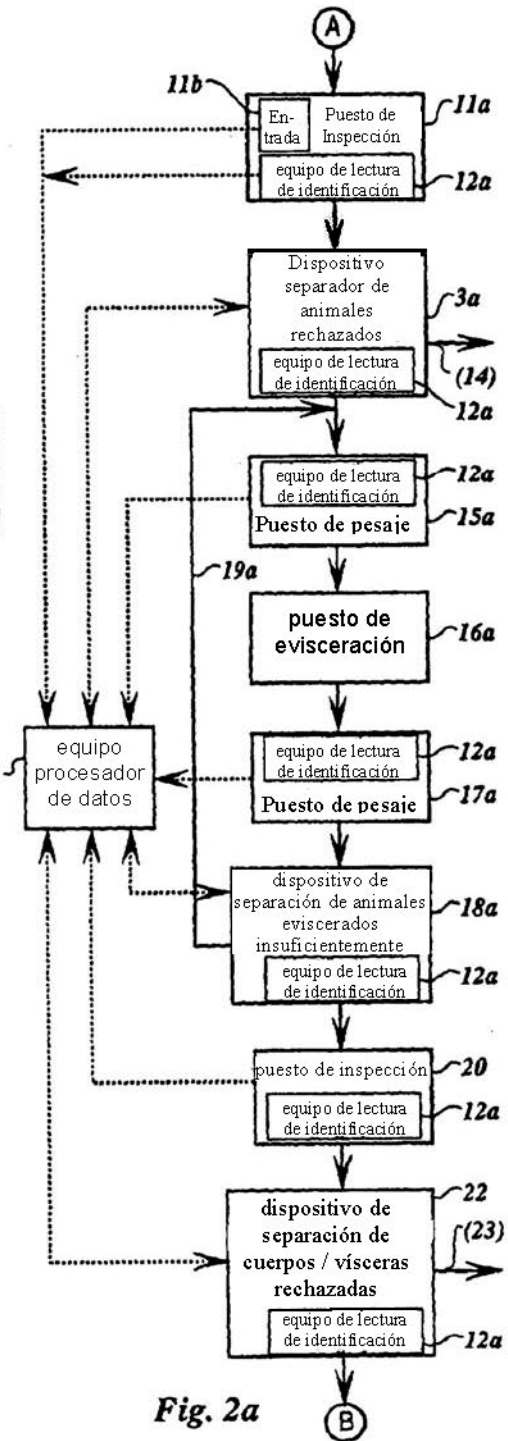 A
11b
En-
trada
Puesto de
Inspección
11a
equipo de lectura
de identificación
12a
Dispositivo
separador de
animales
rechazados
3a
equipo de lectura
de identificación
(14)
12a
equipo de lectura
de identificación
12a
Puesto de pesaje
15a
19a
puesto de
evisceración
16a
equipo
procesador
de datos
equipo de lectura
de identificación
12a
Puesto de pesaje
17a
dispositivo de
separación de animales
eviscerados
insuficientemente
18a
equipo de lectura
de identificación
12a
puesto de inspección
20
equipo de lectura
de identificación
12a
22
dispositivo de
separación de
cuerpos / vísceras
rechazadas
(23)
equipo de lectura
de identificación
12a
Fig. 2a
B